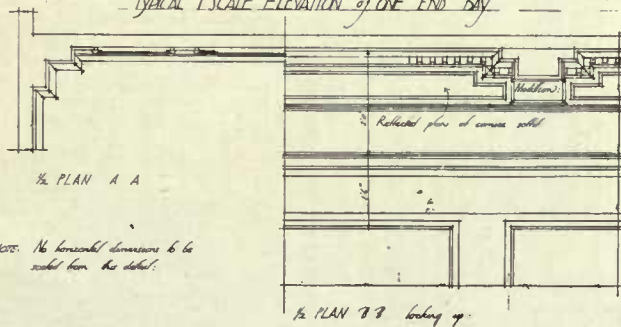 TYPICAL 1" SCALE ELEVATION of ONE END BAY
Modillion:
Reflected plan of cornice soffit
½ PLAN A A
NOTE: No horizontal dimensions to be
scaled from this detail:
½ PLAN B B looking up.